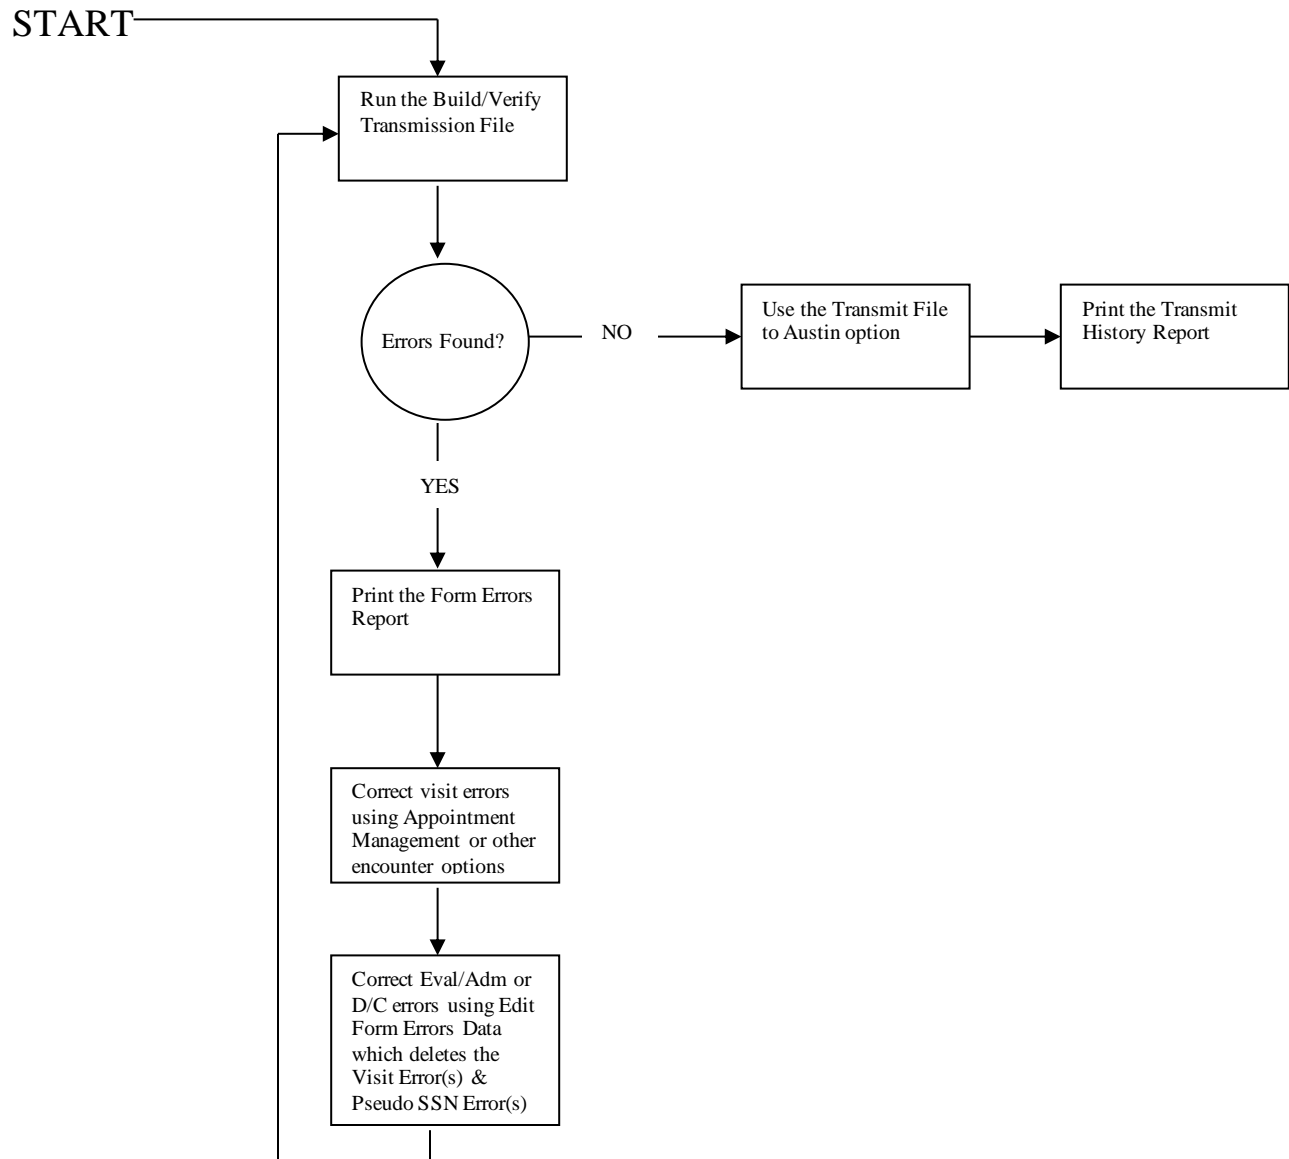 START
Run the Build/Verify
Transmission File
Errors Found?
NO
Use the Transmit File
to Austin option
Print the Transmit
History Report
YES
Print the Form Errors
Report
Correct visit errors
using Appointment
Management or other
encounter options
Correct Eval/Adm or
D/C errors using Edit
Form Errors Data
which deletes the
Visit Error(s) &
Pseudo SSN Error(s)